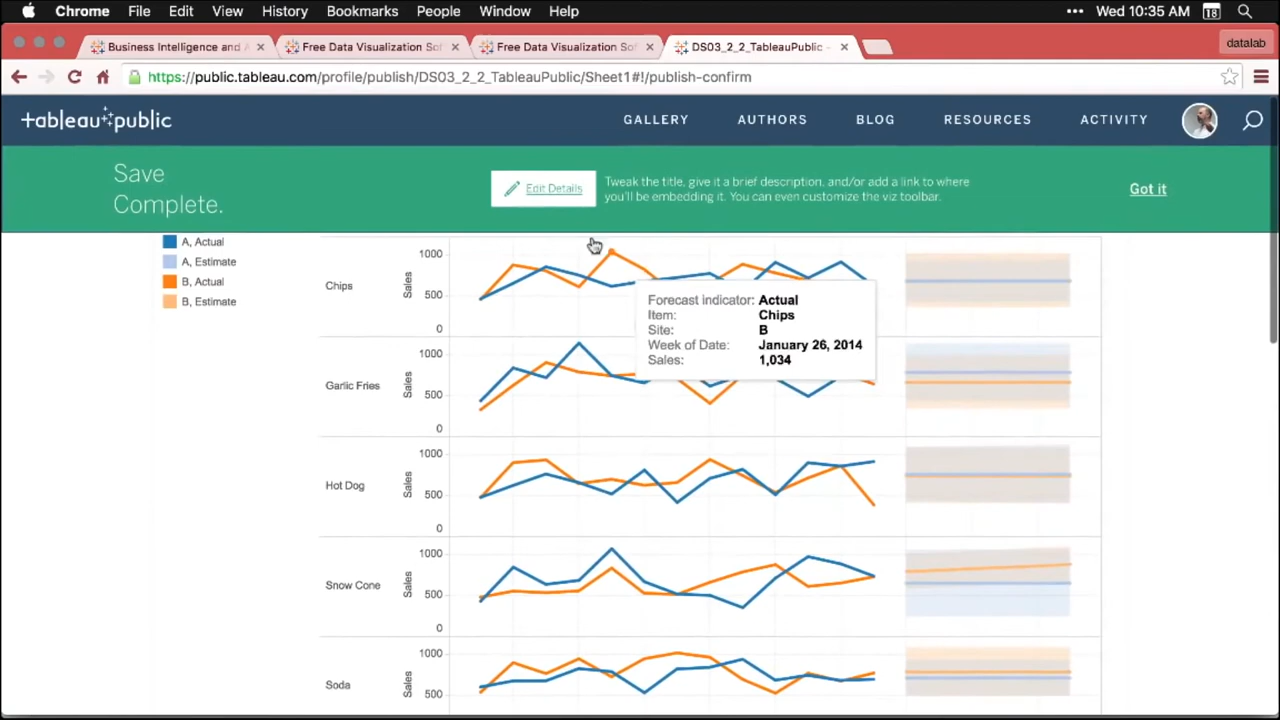 Chrome File Edit View History Bookmarks People Window Help ••• Wed 10:35 AM 18
Business Intelligence and A × Free Data Visualization Sof × Free Data Visualization Sof × DS03_2_2_TableauPublic - × datalab
https://public.tableau.com/profile/publish/DS03_2_2_TableauPublic/Sheet1#!/publish-confirm
tableau public GALLERY AUTHORS BLOG RESOURCES ACTIVITY
Save
Complete.
Edit Details
Tweak the title, give it a brief description, and/or add a link to where
you'll be embedding it. You can even customize the viz toolbar.
Got it
A, Actual
A, Estimate
B, Actual
B, Estimate
Chips
Sales
1000
500
0
Forecast indicator: Actual
Item: Chips
Site: B
Week of Date: January 26, 2014
Sales: 1,034
Garlic Fries
Sales
1000
500
0
Hot Dog
Sales
1000
500
0
Snow Cone
Sales
1000
500
0
Soda
Sales
1000
500